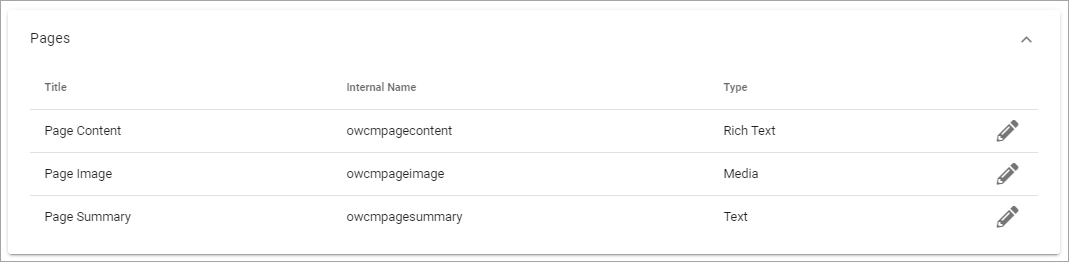 Pages
Title Internal Name Type
Page Content owcmpagecontent Rich Text
Page Image owcmpageimage Media
Page Summary owcmpagesummary Text